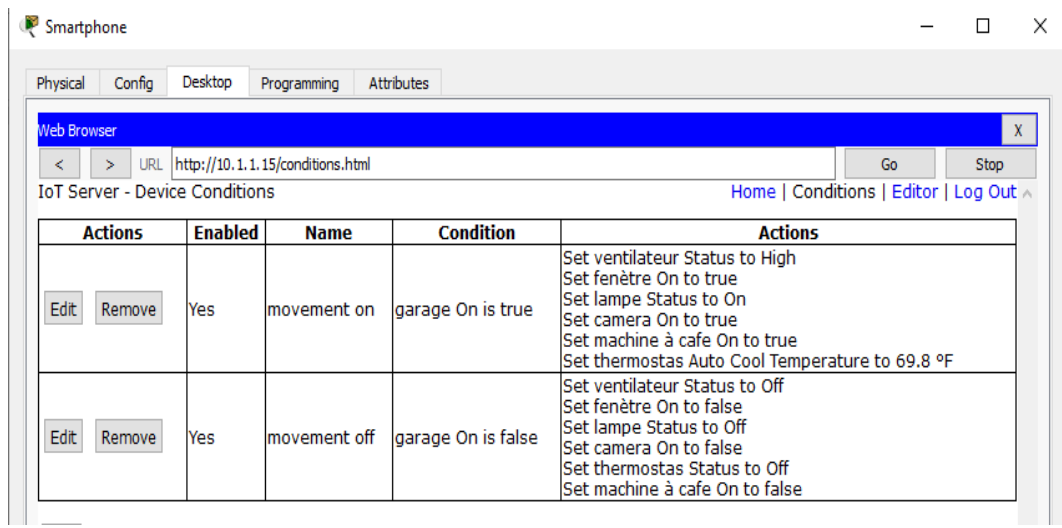 Smartphone
Physical Config Desktop Programming Attributes
Web Browser X
< > URL http://10.1.1.15/conditions.html Go Stop
IoT Server - Device Conditions Home | Conditions | Editor | Log Out
Actions Enabled Name Condition Actions
Edit Remove Yes movement on garage On is true
Set ventilateur Status to High
Set fenètre On to true
Set lampe Status to On
Set camera On to true
Set machine à cafe On to true
Set thermostas Auto Cool Temperature to 69.8 ºF
Edit Remove Yes movement off garage On is false
Set ventilateur Status to Off
Set fenètre On to false
Set lampe Status to Off
Set camera On to false
Set thermostas Status to Off
Set machine à cafe On to false